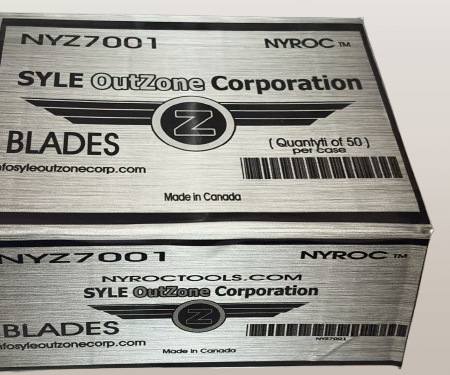 NYZ7001 NYROC TM
SYLE OutZone Corporation
Z
BLADES
( Quantyti of 50 )
per case
nfosyleoutzonecorp.com
Made in Canada
NYZ7001 NYROC TM
NYROCTOOLS.COM
SYLE OutZone Corporation
Z
BLADES
NYZ7001
nfosyleoutzonecorp.com
Made in Canada